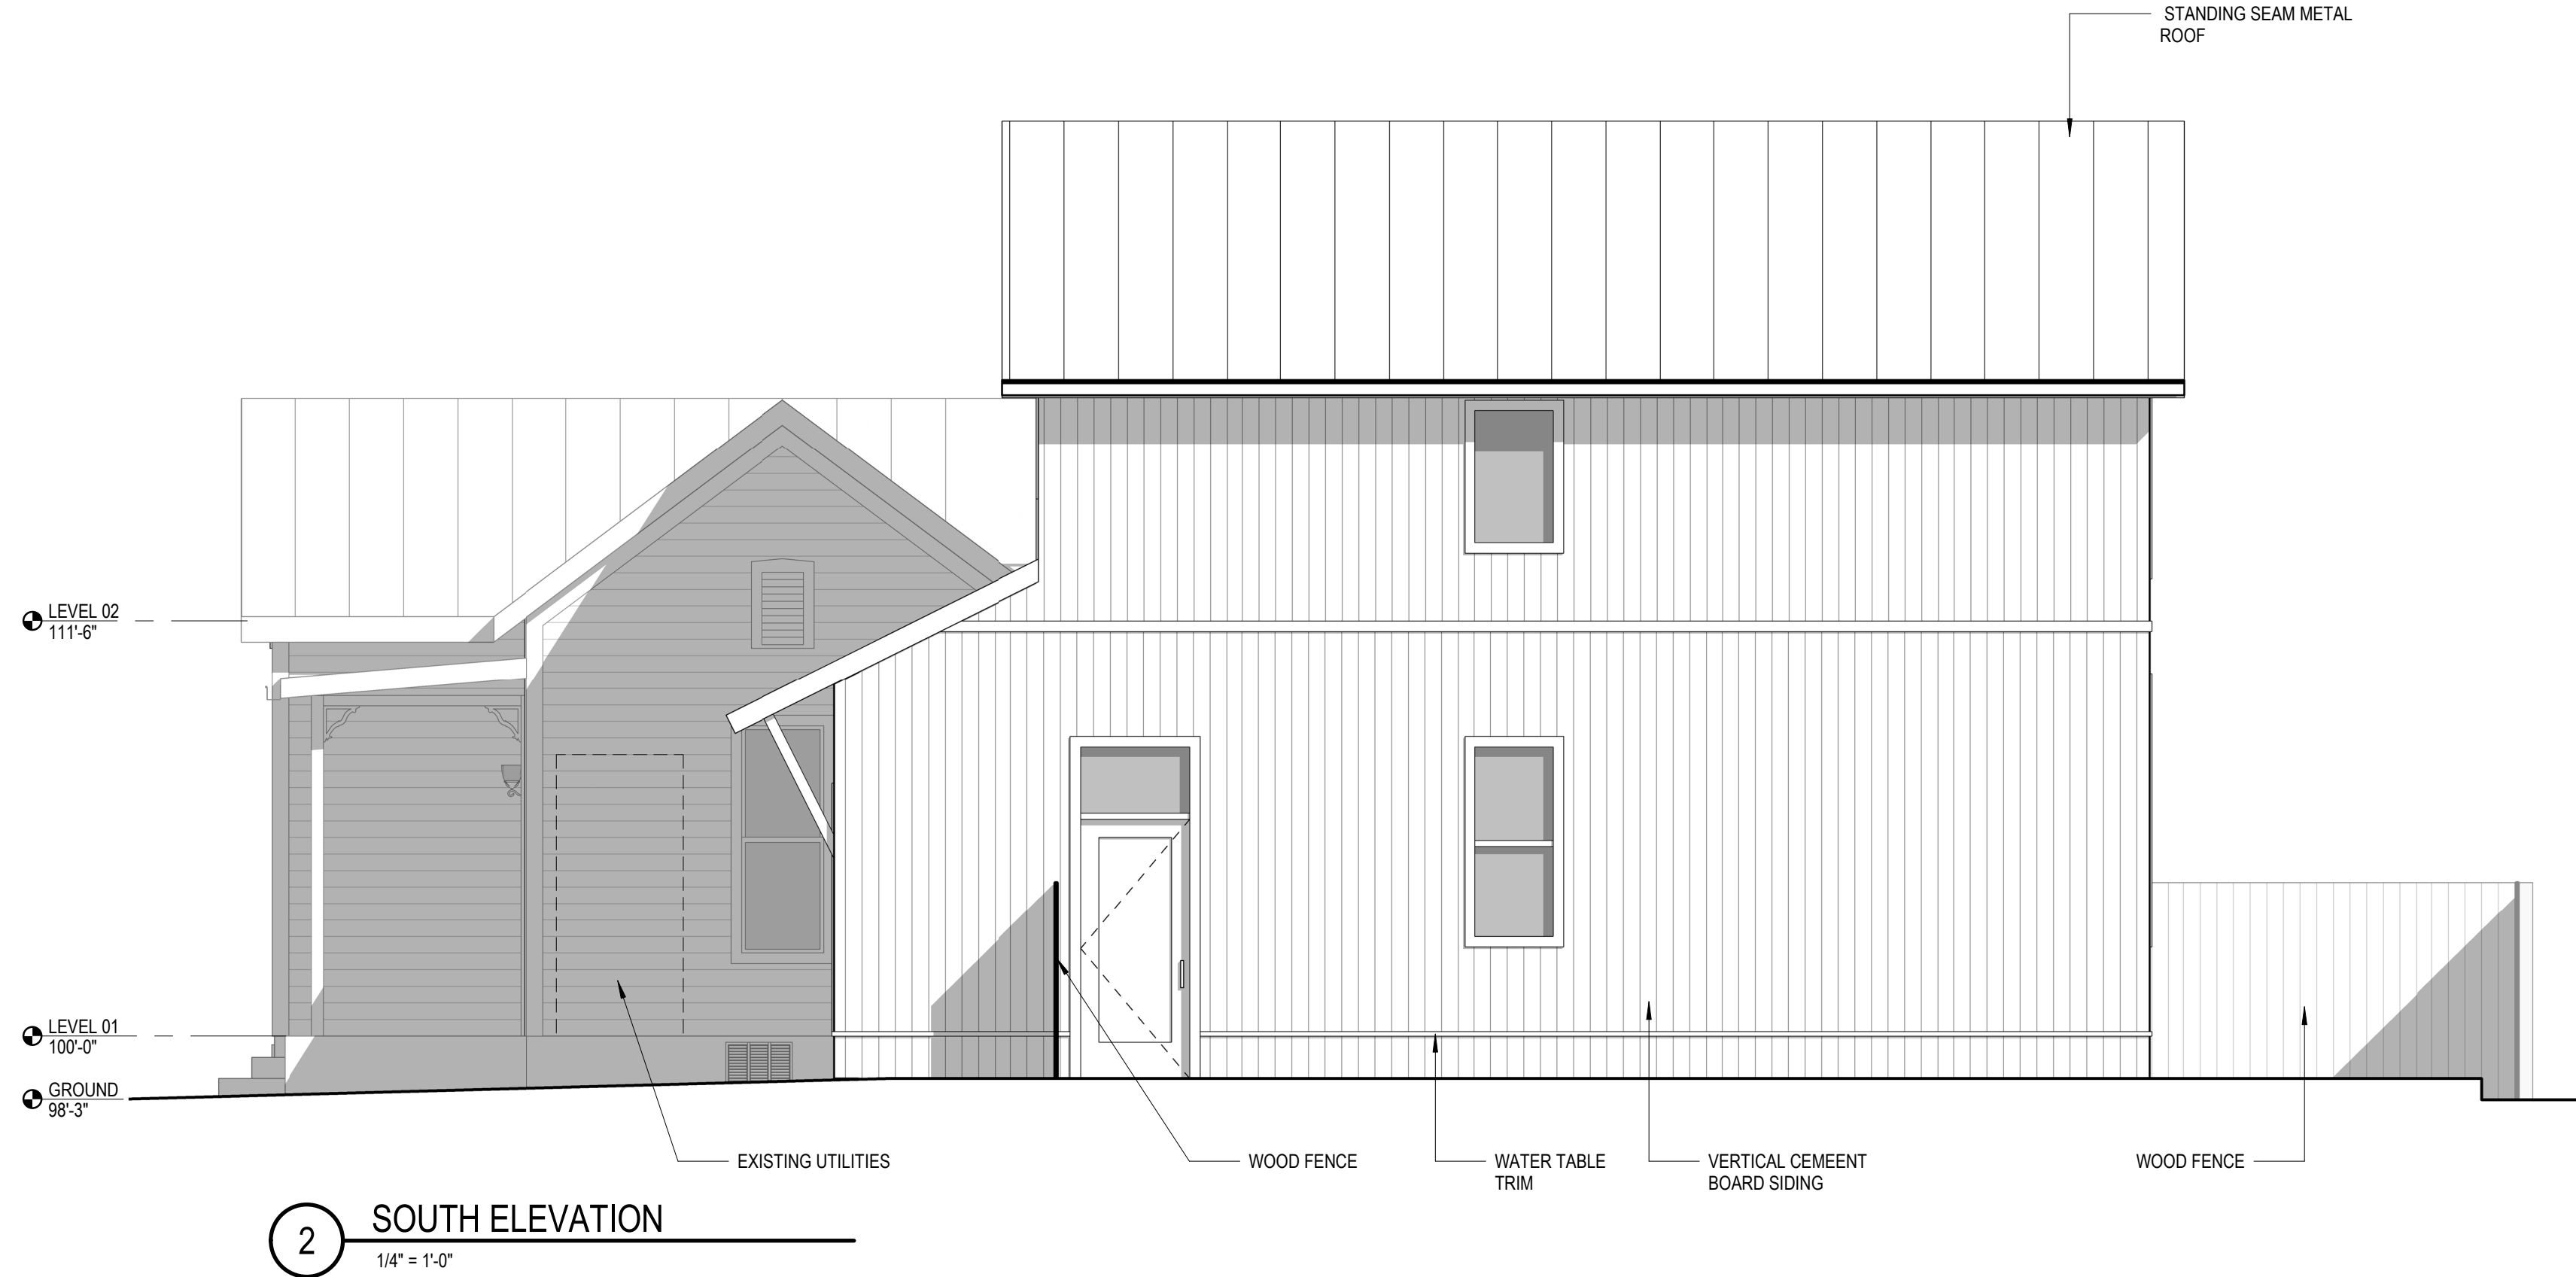 STANDING SEAM METAL
ROOF
LEVEL 02
111'-6"
LEVEL 01
100'-0"
GROUND
98'-3"
EXISTING UTILITIES
WOOD FENCE
WATER TABLE
TRIM
VERTICAL CEMEENT
BOARD SIDING
WOOD FENCE
2
SOUTH ELEVATION
1/4" = 1'-0"